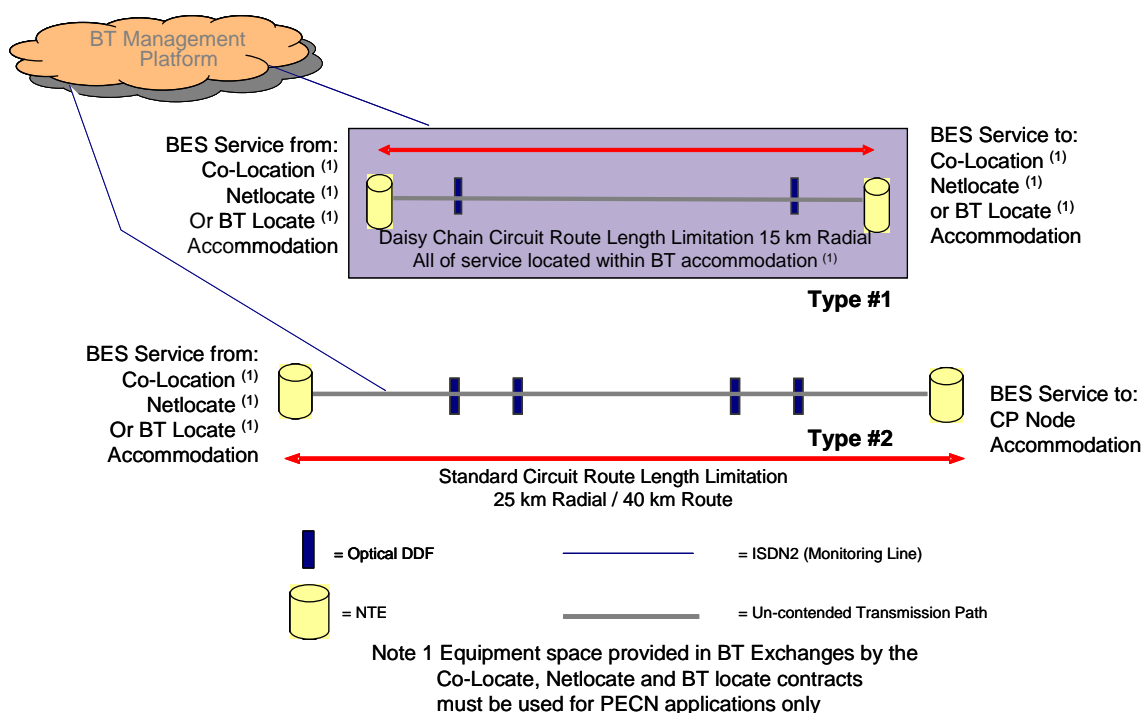 BT Management
Platform
BES Service from:
Co-Location (1)
Netlocate (1)
Or BT Locate (1)
Accommodation
BES Service to:
Co-Location (1)
Netlocate (1)
or BT Locate (1)
Accommodation
Daisy Chain Circuit Route Length Limitation 15 km Radial
All of service located within BT accommodation (1)
Type #1
BES Service from:
Co-Location (1)
Netlocate (1)
Or BT Locate (1)
Accommodation
BES Service to:
CP Node
Accommodation
Type #2
Standard Circuit Route Length Limitation
25 km Radial / 40 km Route
= Optical DDF
= ISDN2 (Monitoring Line)
= NTE
= Un-contended Transmission Path
Note 1 Equipment space provided in BT Exchanges by the
Co-Locate, Netlocate and BT locate contracts
must be used for PECN applications only